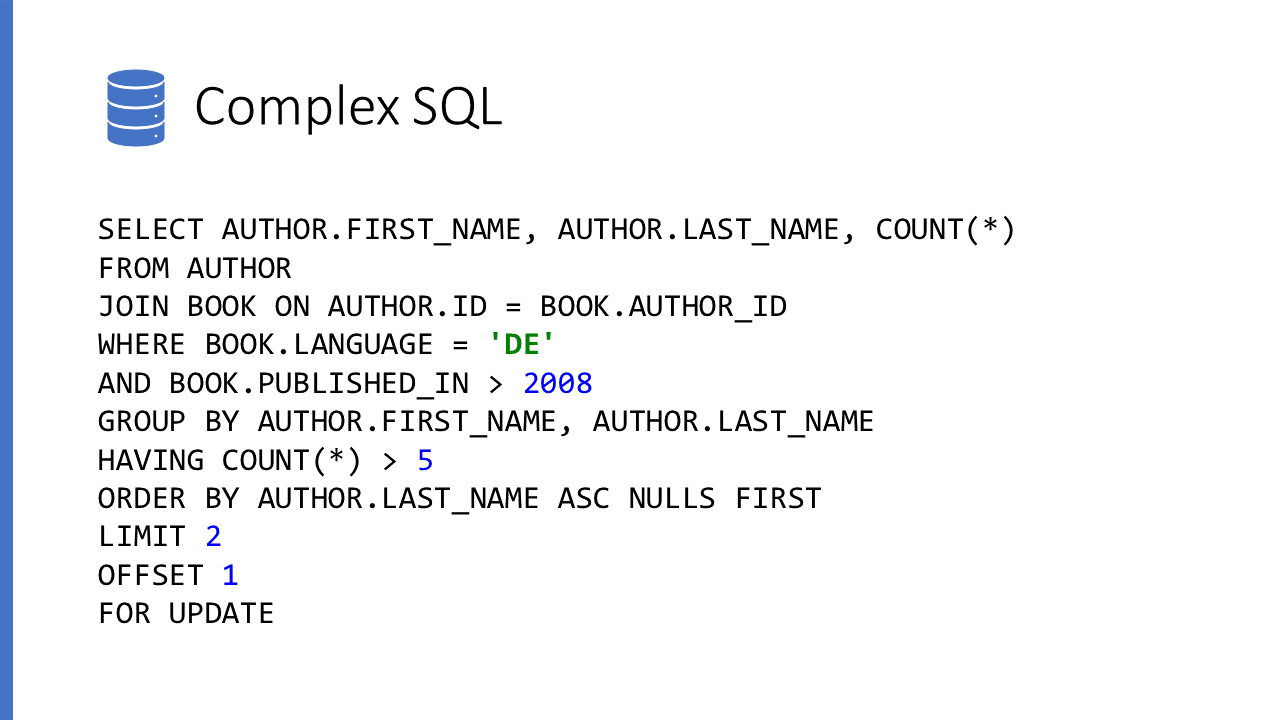 Complex SQL
SELECT AUTHOR.FIRST_NAME, AUTHOR.LAST_NAME, COUNT(*)
FROM AUTHOR
JOIN BOOK ON AUTHOR.ID = BOOK.AUTHOR_ID
WHERE BOOK.LANGUAGE = 'DE'
AND BOOK.PUBLISHED_IN > 2008
GROUP BY AUTHOR.FIRST_NAME, AUTHOR.LAST_NAME
HAVING COUNT(*) > 5
ORDER BY AUTHOR.LAST_NAME ASC NULLS FIRST
LIMIT 2
OFFSET 1
FOR UPDATE